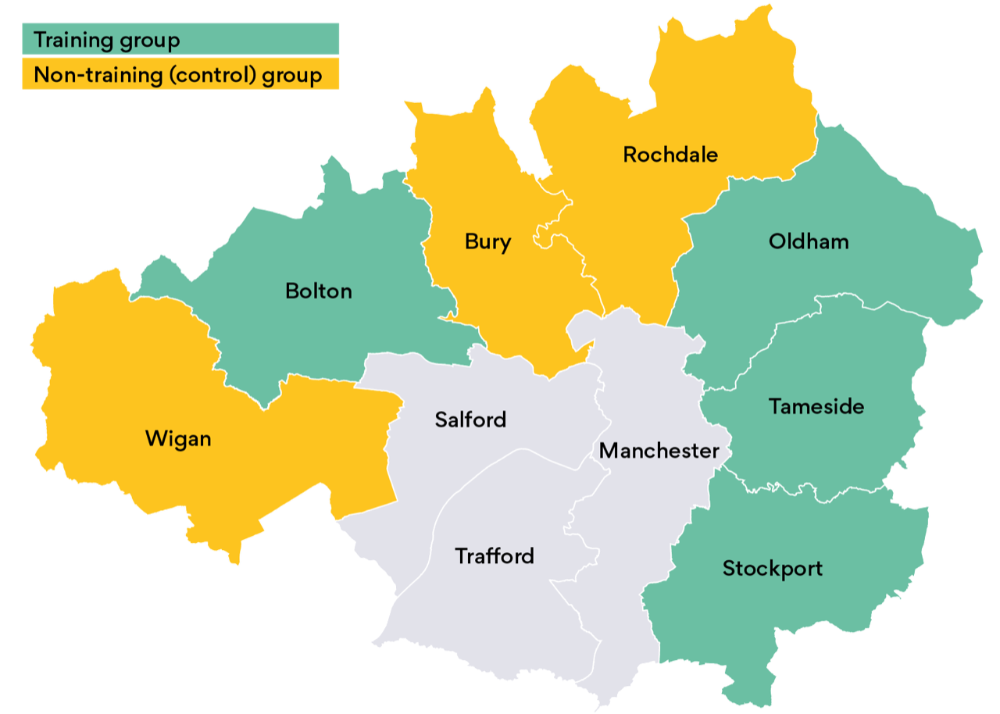 Training group
Non-training (control) group
Rochdale
Bury
Oldham
Bolton
Tameside
Salford
Wigan
Manchester
Trafford
Stockport